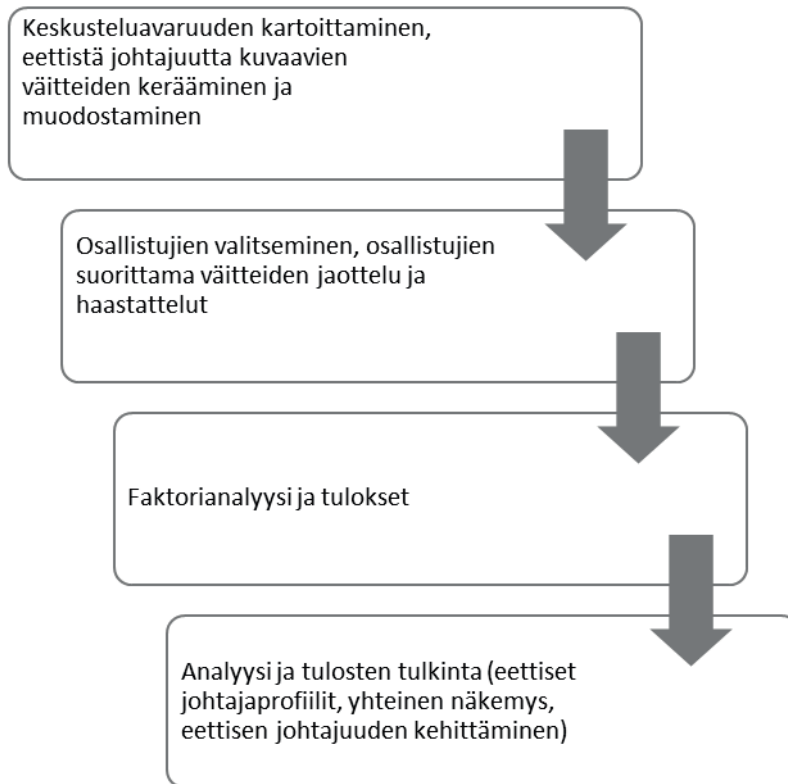 Keskusteluavaruuden kartoittaminen,
eettistä johtajuutta kuvaavien
väitteiden kerääminen ja
muodostaminen
Osallistujien valitseminen, osallistujien
suorittama väitteiden jaottelu ja
haastattelut
Faktorianalyysi ja tulokset
Analyysi ja tulosten tulkinta (eettiset
johtajaprofiilit, yhteinen näkemys,
eettisen johtajuuden kehittäminen)